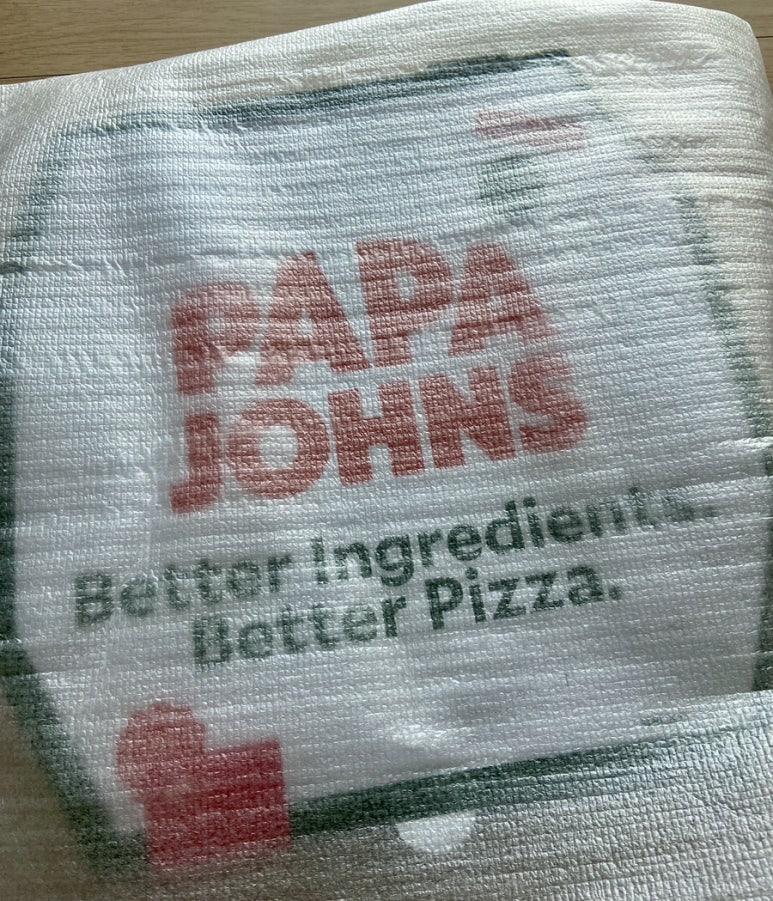 PAPA
JOHNS
Better Ingredients.
Better Pizza.